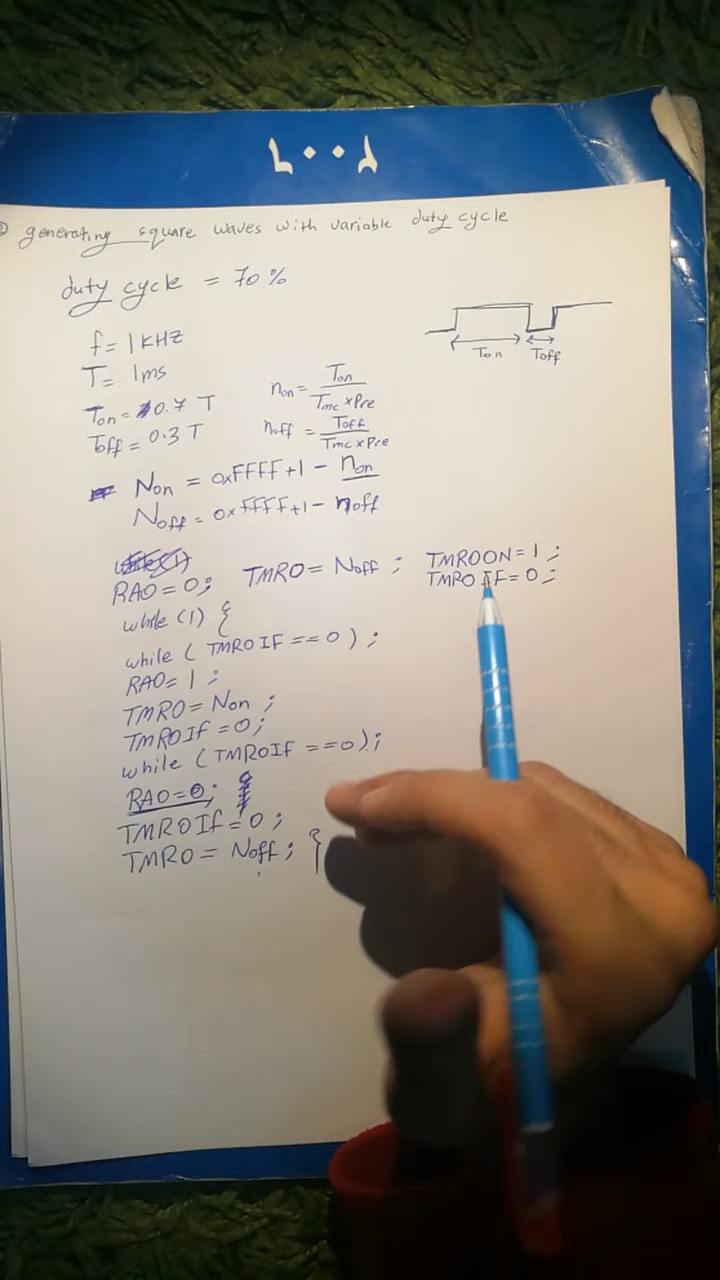 ٢٠٠٨
generating square waves with variable duty cycle
duty cycle = 70%
f = 1 KHZ
T = 1ms
Ton = 0.7 T
Toff = 0.3 T
non = Ton / Tmc x Pre
noff = Toff / Tmc x Pre
Ton Toff
Non = 0xFFFF+1 - non
Noff = 0xFFFF+1 - noff
RA0 = 0; TMR0 = Noff; TMR0ON = 1;
TMR0IF = 0;
while (1) {
while ( TMR0IF == 0 );
RA0 = 1;
TMR0 = Non;
TMR0If = 0;
while ( TMR0IF == 0 );
RA0 = 0;
TMR0If = 0;
TMR0 = Noff; }